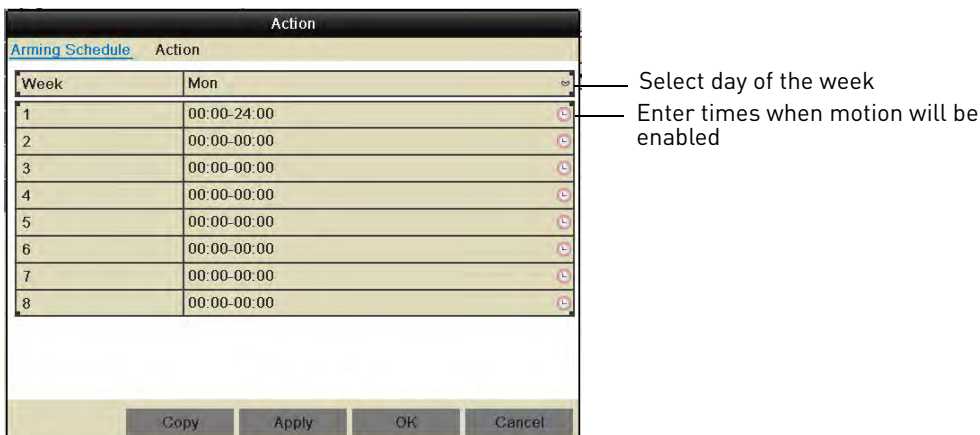 Action
Arming Schedule Action
Week Mon
Select day of the week
1 00:00-24:00
Enter times when motion will be
enabled
2 00:00-00:00
3 00:00-00:00
4 00:00-00:00
5 00:00-00:00
6 00:00-00:00
7 00:00-00:00
8 00:00-00:00
Copy Apply OK Cancel